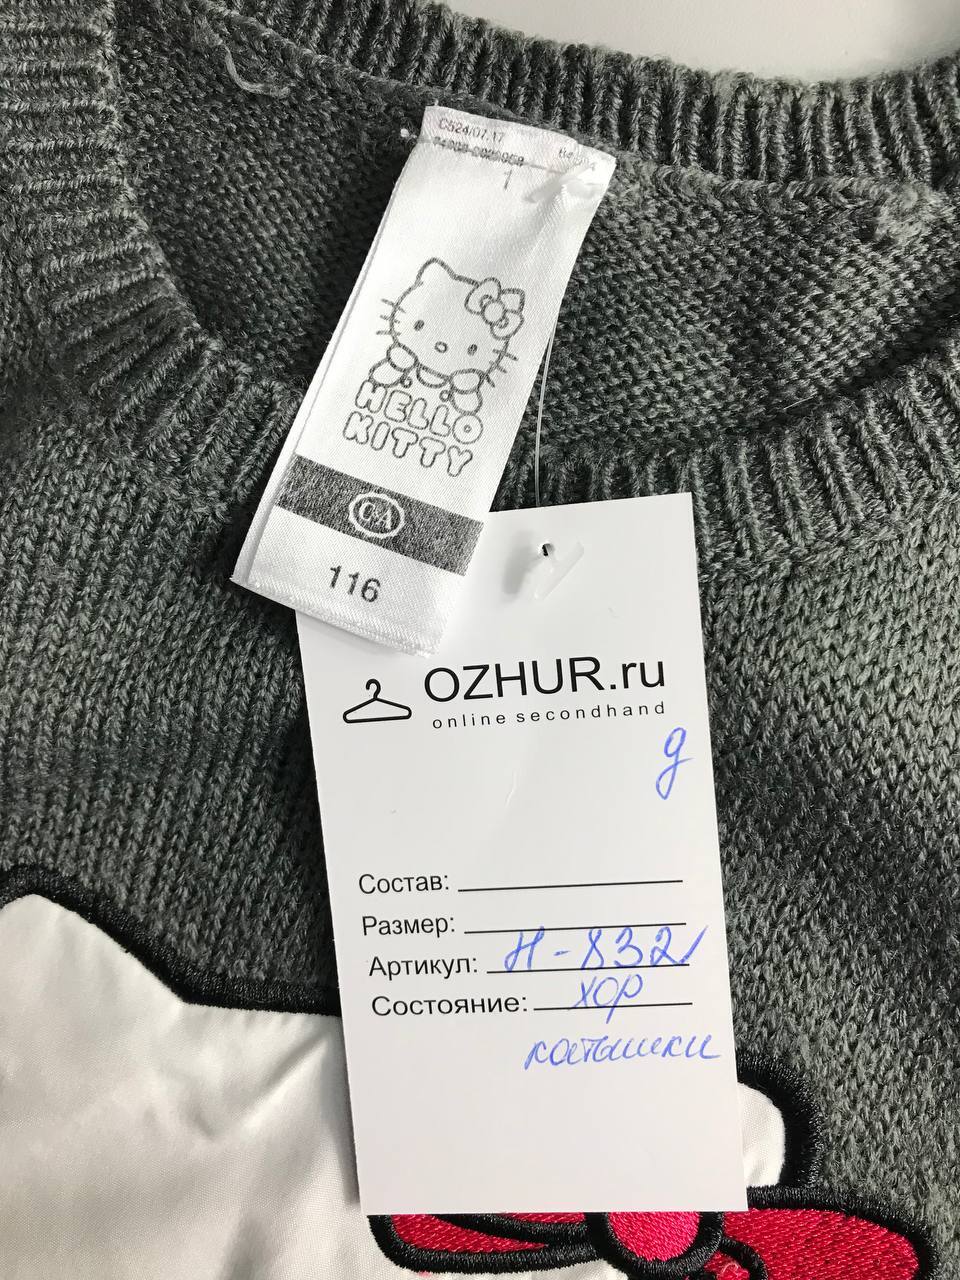 C524/07.17
1
HELLO
KITTY
C&A
116
OZHUR.ru
online secondhand
д
Состав:
Размер:
Артикул: Н-8321
Состояние: хор
катышки